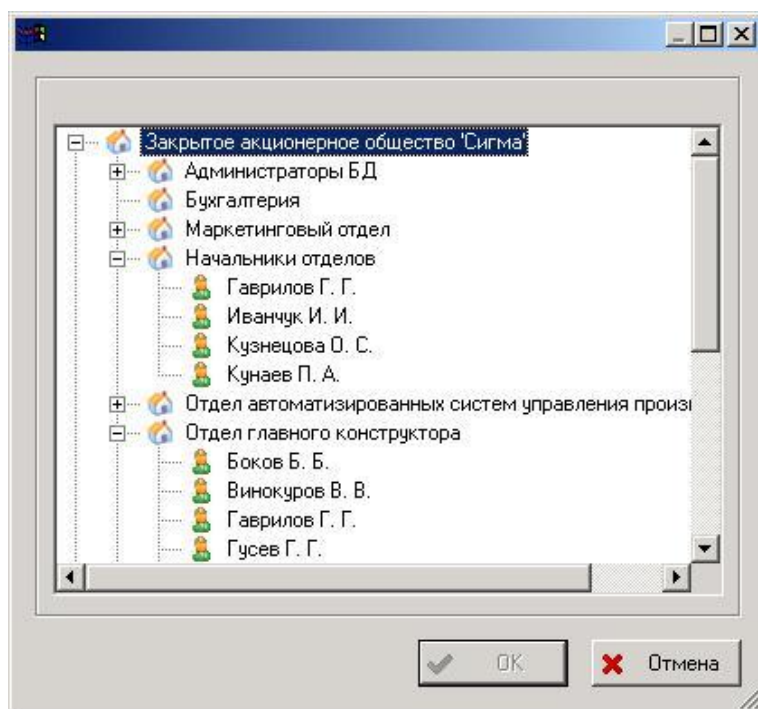 Закрытое акционерное общество 'Сигма'
Администраторы БД
Бухгалтерия
Маркетинговый отдел
Начальники отделов
Гаврилов Г. Г.
Иванчук И. И.
Кузнецова О. С.
Кунаев П. А.
Отдел автоматизированных систем управления
Отдел главного конструктора
Боков Б. Б.
Винокуров В. В.
Гаврилов Г. Г.
Гусев Г. Г.
OK
Отмена